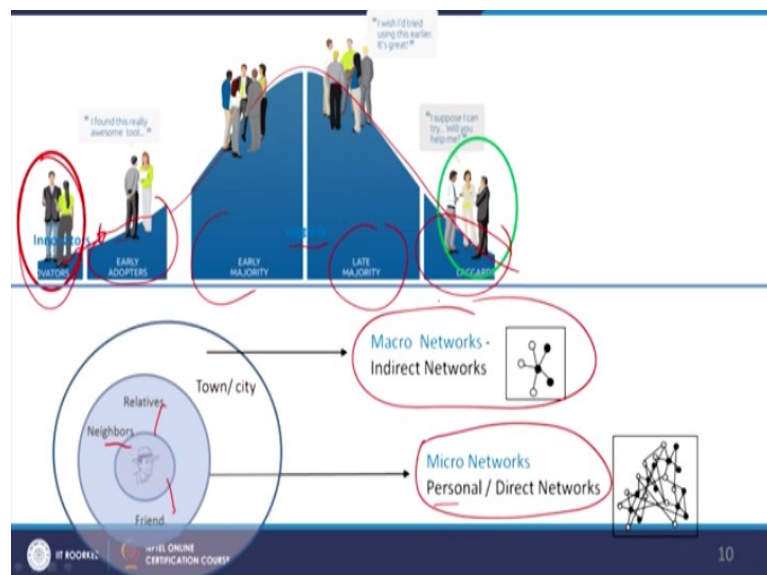 "I wish I'd tried
using this earlier.
It's great!"
"I found this really
awesome tool... "
"I suppose I can
try... Will you
help me?"
Innovators
OVATORS
EARLY
ADOPTERS
EARLY
MAJORITY
LATE
MAJORITY
LAGGARDS
Macro Networks -
Indirect Networks
Town/ city
Relatives
Neighbors
Friend
Micro Networks
Personal / Direct Networks
IIT ROORKEE
NPTEL ONLINE
CERTIFICATION COURSE
10